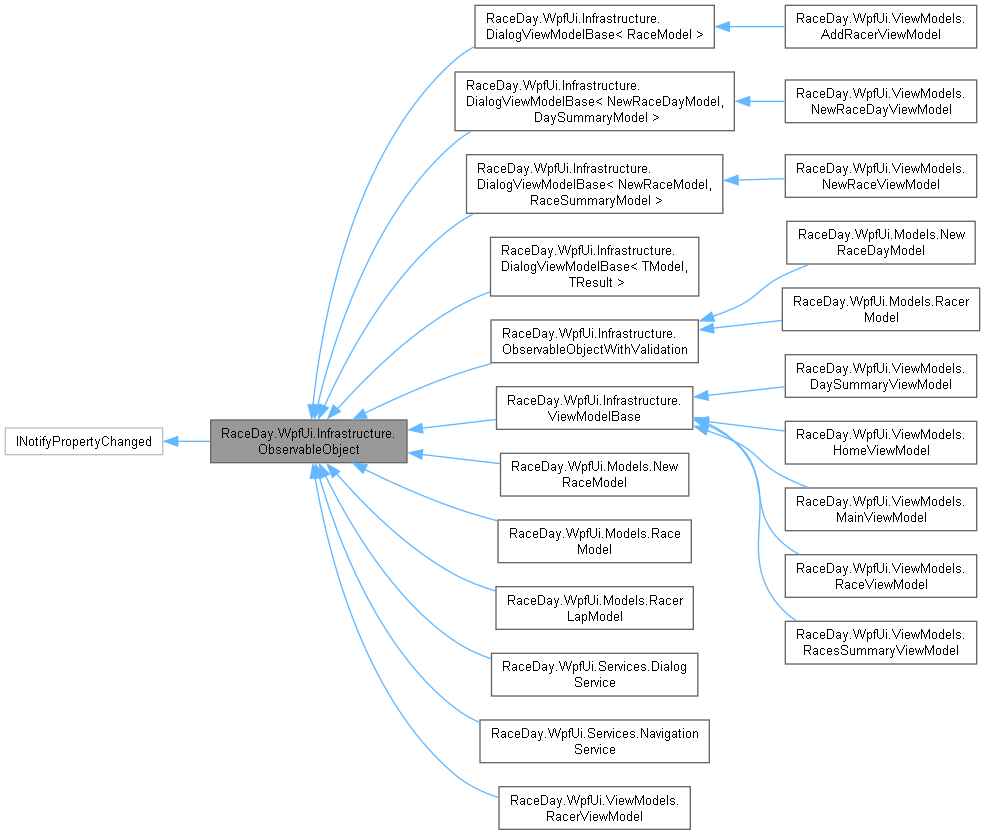 INotifyPropertyChanged
RaceDay.WpfUi.Infrastructure.
ObservableObject
RaceDay.WpfUi.Infrastructure.
DialogViewModelBase< RaceModel >
RaceDay.WpfUi.Infrastructure.
DialogViewModelBase< NewRaceDayModel,
DaySummaryModel >
RaceDay.WpfUi.Infrastructure.
DialogViewModelBase< NewRaceModel,
RaceSummaryModel >
RaceDay.WpfUi.Infrastructure.
DialogViewModelBase< TModel,
TResult >
RaceDay.WpfUi.Infrastructure.
ObservableObjectWithValidation
RaceDay.WpfUi.Infrastructure.
ViewModelBase
RaceDay.WpfUi.Models.New
RaceModel
RaceDay.WpfUi.Models.Race
Model
RaceDay.WpfUi.Models.Racer
LapModel
RaceDay.WpfUi.Services.Dialog
Service
RaceDay.WpfUi.Services.Navigation
Service
RaceDay.WpfUi.ViewModels.
RacerViewModel
RaceDay.WpfUi.ViewModels.
AddRacerViewModel
RaceDay.WpfUi.ViewModels.
NewRaceDayViewModel
RaceDay.WpfUi.ViewModels.
NewRaceViewModel
RaceDay.WpfUi.Models.New
RaceDayModel
RaceDay.WpfUi.Models.Racer
Model
RaceDay.WpfUi.ViewModels.
DaySummaryViewModel
RaceDay.WpfUi.ViewModels.
HomeViewModel
RaceDay.WpfUi.ViewModels.
MainViewModel
RaceDay.WpfUi.ViewModels.
RaceViewModel
RaceDay.WpfUi.ViewModels.
RacesSummaryViewModel